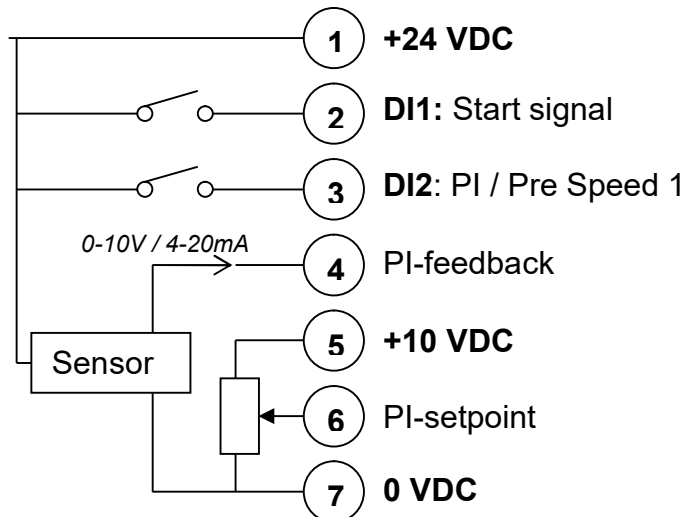 1 +24 VDC
2 DI1: Start signal
3 DI2: PI / Pre Speed 1
0-10V / 4-20mA
4 PI-feedback
5 +10 VDC
Sensor
6 PI-setpoint
7 0 VDC